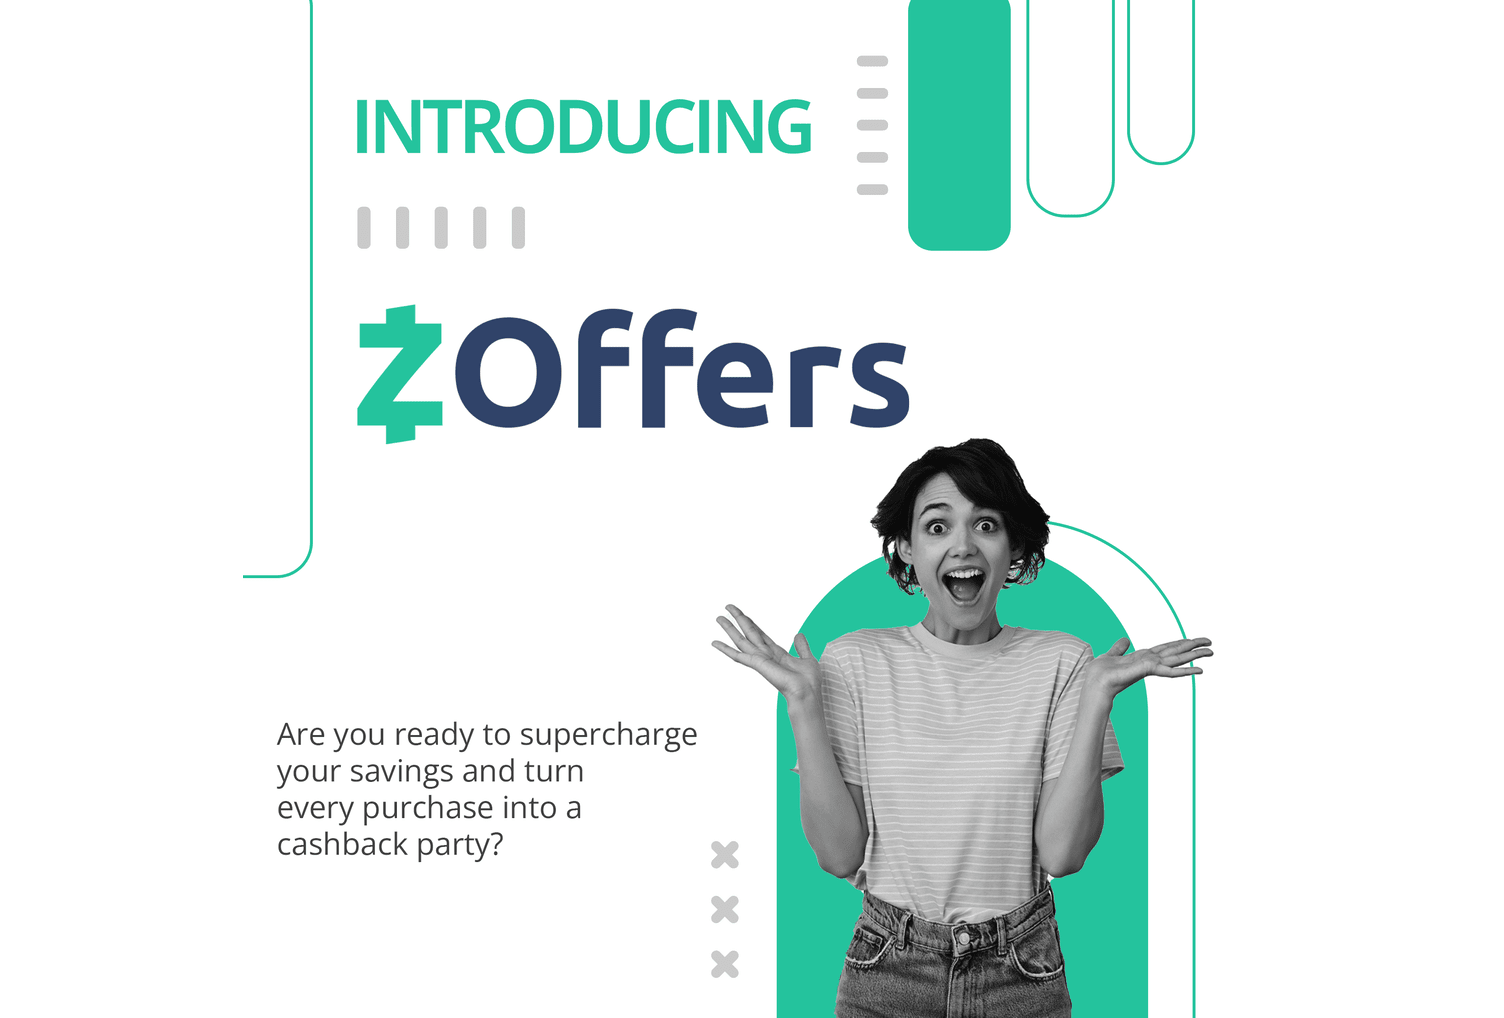 INTRODUCING
ZOffers
Are you ready to supercharge
your savings and turn
every purchase into a
cashback party?